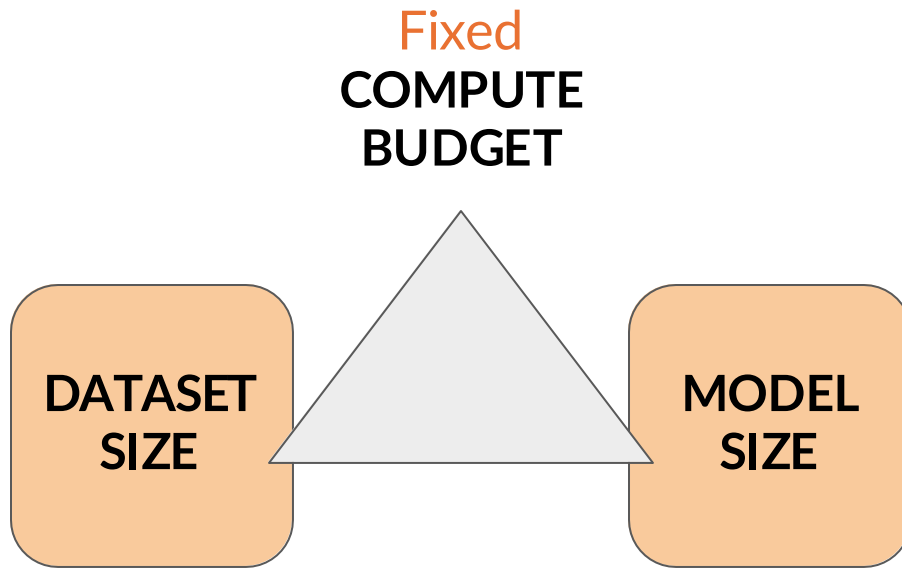 Fixed
COMPUTE
BUDGET
DATASET
SIZE
MODEL
SIZE